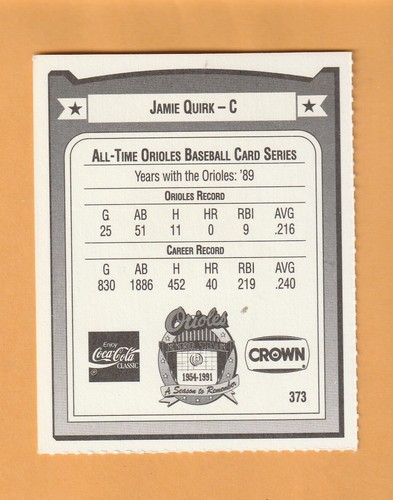 JAMIE QUIRK – C
ALL-TIME ORIOLES BASEBALL CARD SERIES
Years with the Orioles: '89
ORIOLES RECORD
G AB H HR RBI AVG
25 51 11 0 9 .216
CAREER RECORD
G AB H HR RBI AVG
830 1886 452 40 219 .240
Orioles
MEMORIAL STADIUM
1954-1991
A Season to Remember
Enjoy
Coca-Cola
CLASSIC
CROWN
373